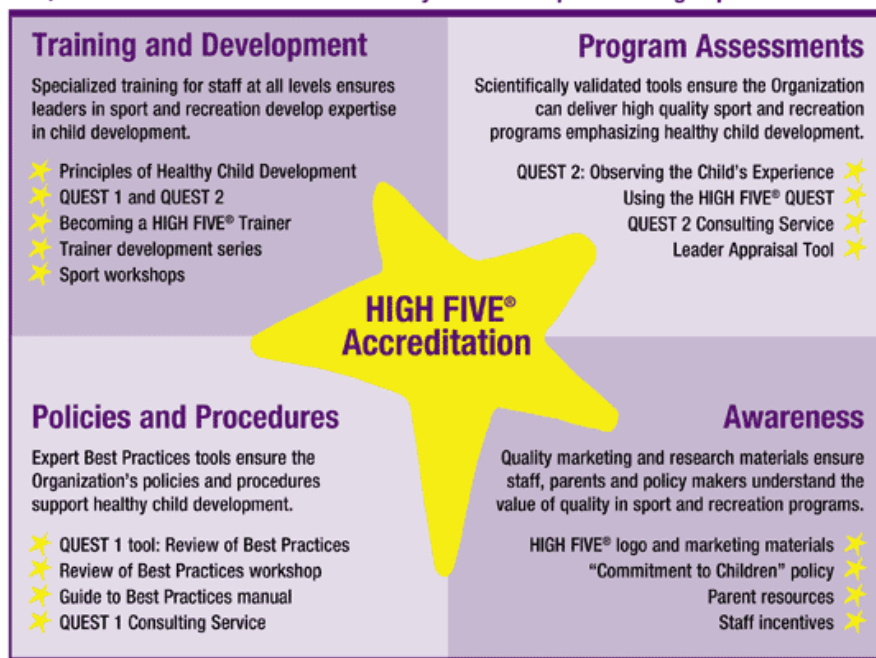 Training and Development
Specialized training for staff at all levels ensures
leaders in sport and recreation develop expertise
in child development.
Principles of Healthy Child Development
QUEST 1 and QUEST 2
Becoming a HIGH FIVE® Trainer
Trainer development series
Sport workshops
Program Assessments
Scientifically validated tools ensure the Organization
can deliver high quality sport and recreation
programs emphasizing healthy child development.
QUEST 2: Observing the Child's Experience
Using the HIGH FIVE® QUEST
QUEST 2 Consulting Service
Leader Appraisal Tool
HIGH FIVE®
Accreditation
Policies and Procedures
Expert Best Practices tools ensure the
Organization's policies and procedures
support healthy child development.
QUEST 1 tool: Review of Best Practices
Review of Best Practices workshop
Guide to Best Practices manual
QUEST 1 Consulting Service
Awareness
Quality marketing and research materials ensure
staff, parents and policy makers understand the
value of quality in sport and recreation programs.
HIGH FIVE® logo and marketing materials
“Commitment to Children” policy
Parent resources
Staff incentives